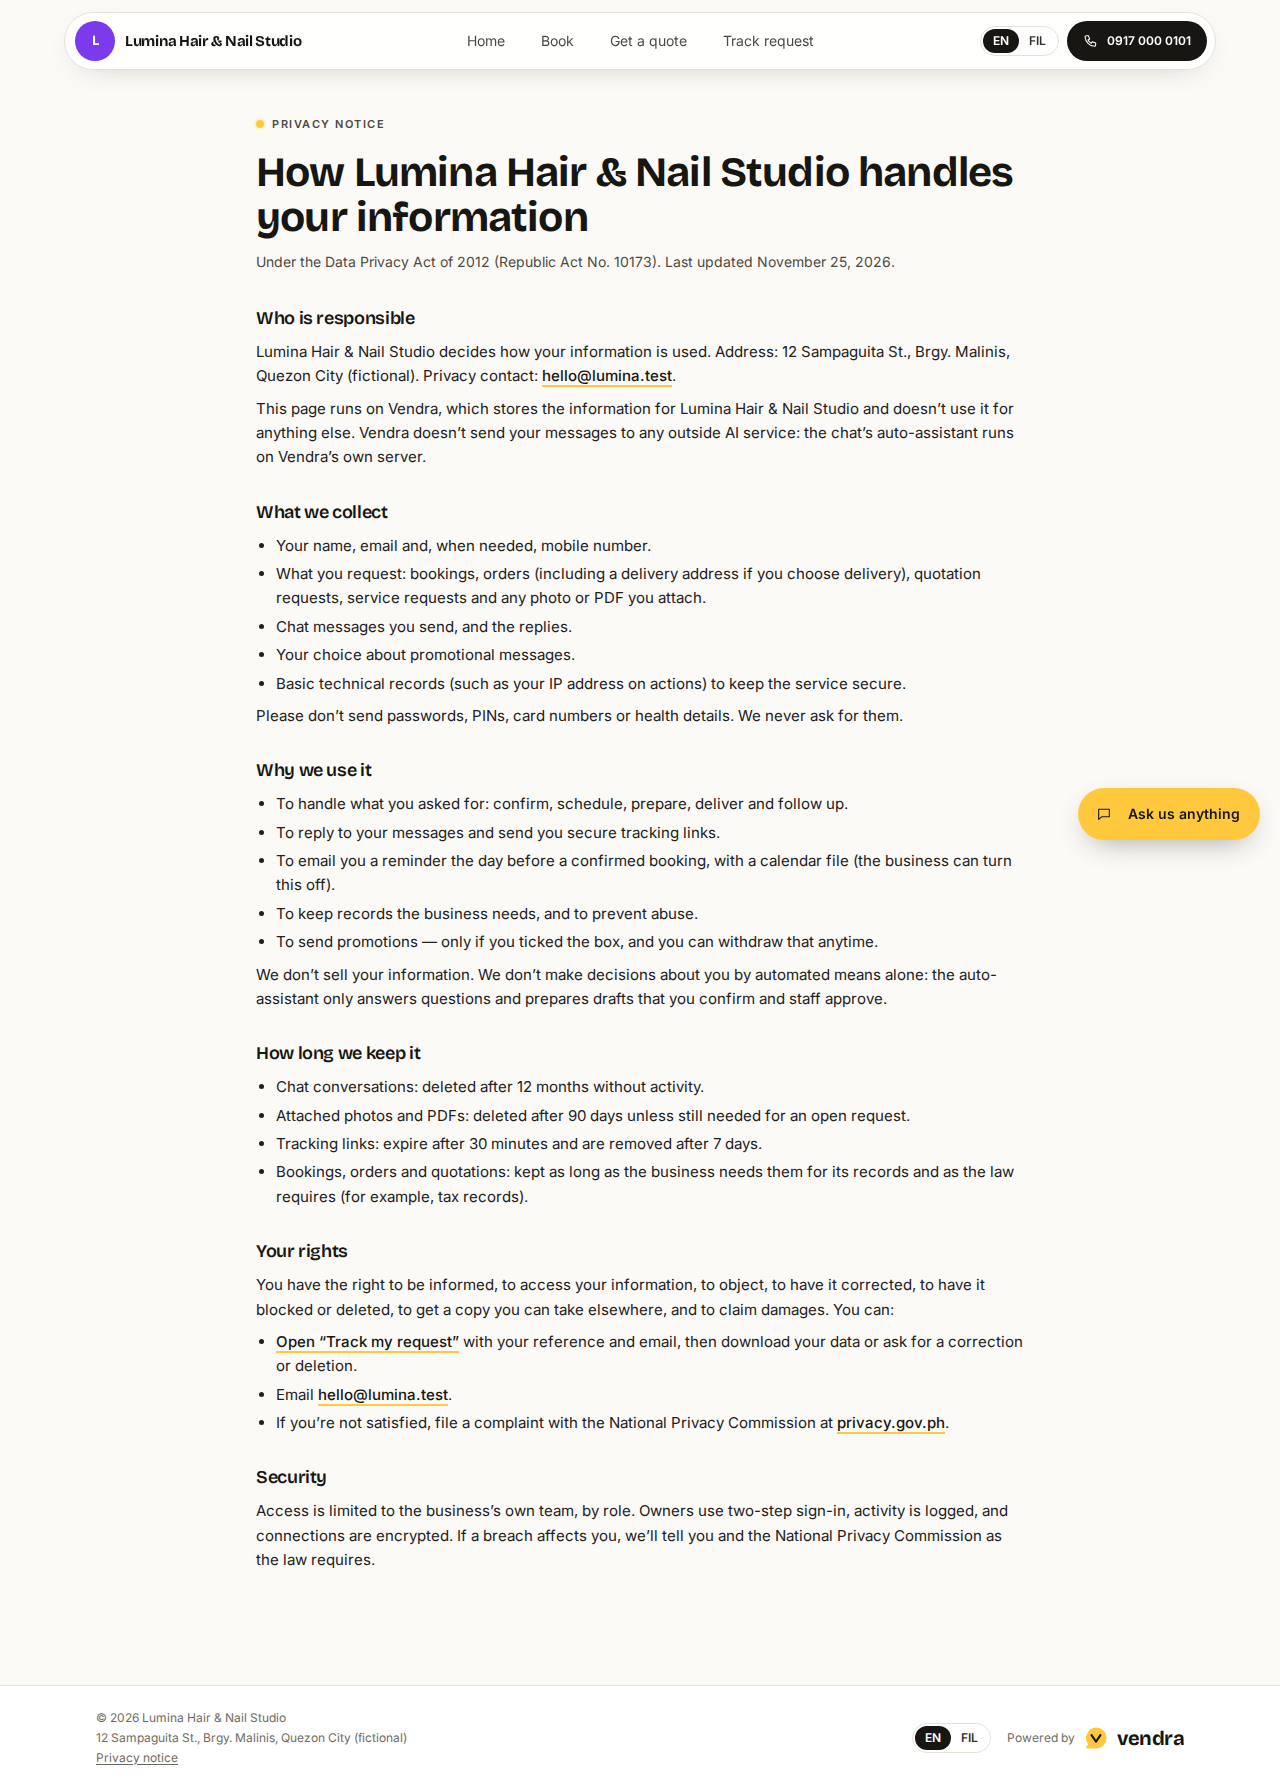 L Lumina Hair & Nail Studio Home Book Get a quote Track request EN FIL 0917 000 0101
PRIVACY NOTICE
How Lumina Hair & Nail Studio handles
your information
Under the Data Privacy Act of 2012 (Republic Act No. 10173). Last updated November 25, 2026.
Who is responsible
Lumina Hair & Nail Studio decides how your information is used. Address: 12 Sampaguita St., Brgy. Malinis,
Quezon City (fictional). Privacy contact: hello@lumina.test.
This page runs on Vendra, which stores the information for Lumina Hair & Nail Studio and doesn’t use it for
anything else. Vendra doesn’t send your messages to any outside AI service: the chat’s auto-assistant runs
on Vendra’s own server.
What we collect
• Your name, email and, when needed, mobile number.
• What you request: bookings, orders (including a delivery address if you choose delivery), quotation
requests, service requests and any photo or PDF you attach.
• Chat messages you send, and the replies.
• Your choice about promotional messages.
• Basic technical records (such as your IP address on actions) to keep the service secure.
Please don’t send passwords, PINs, card numbers or health details. We never ask for them.
Why we use it
• To handle what you asked for: confirm, schedule, prepare, deliver and follow up.
Ask us anything
• To reply to your messages and send you secure tracking links.
• To email you a reminder the day before a confirmed booking, with a calendar file (the business can turn
this off).
• To keep records the business needs, and to prevent abuse.
• To send promotions — only if you ticked the box, and you can withdraw that anytime.
We don’t sell your information. We don’t make decisions about you by automated means alone: the auto-
assistant only answers questions and prepares drafts that you confirm and staff approve.
How long we keep it
• Chat conversations: deleted after 12 months without activity.
• Attached photos and PDFs: deleted after 90 days unless still needed for an open request.
• Tracking links: expire after 30 minutes and are removed after 7 days.
• Bookings, orders and quotations: kept as long as the business needs them for its records and as the law
requires (for example, tax records).
Your rights
You have the right to be informed, to access your information, to object, to have it corrected, to have it
blocked or deleted, to get a copy you can take elsewhere, and to claim damages. You can:
• Open “Track my request” with your reference and email, then download your data or ask for a correction
or deletion.
• Email hello@lumina.test.
• If you’re not satisfied, file a complaint with the National Privacy Commission at privacy.gov.ph.
Security
Access is limited to the business’s own team, by role. Owners use two-step sign-in, activity is logged, and
connections are encrypted. If a breach affects you, we’ll tell you and the National Privacy Commission as
the law requires.
© 2026 Lumina Hair & Nail Studio
12 Sampaguita St., Brgy. Malinis, Quezon City (fictional)
Privacy notice
EN FIL Powered by vendra